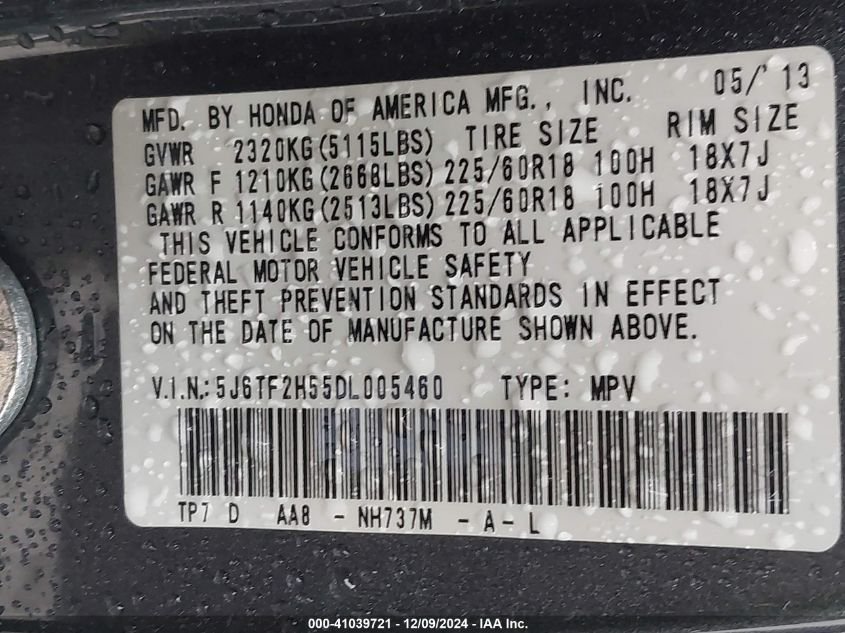 MFD. BY HONDA OF AMERICA MFG., INC. 05/'13
GVWR 2320KG(5115LBS) TIRE SIZE RIM SIZE
GAWR F 1210KG(2668LBS) 225/60R18 100H 18X7J
GAWR R 1140KG(2513LBS) 225/60R18 100H 18X7J
THIS VEHICLE CONFORMS TO ALL APPLICABLE
FEDERAL MOTOR VEHICLE SAFETY
AND THEFT PREVENTION STANDARDS IN EFFECT
ON THE DATE OF MANUFACTURE SHOWN ABOVE.
V.I.N.: 5J6TF2H55DL005460 TYPE: MPV
TP7 D AA8 - NH737M - A - L
000-41039721 - 12/09/2024 - IAA Inc.